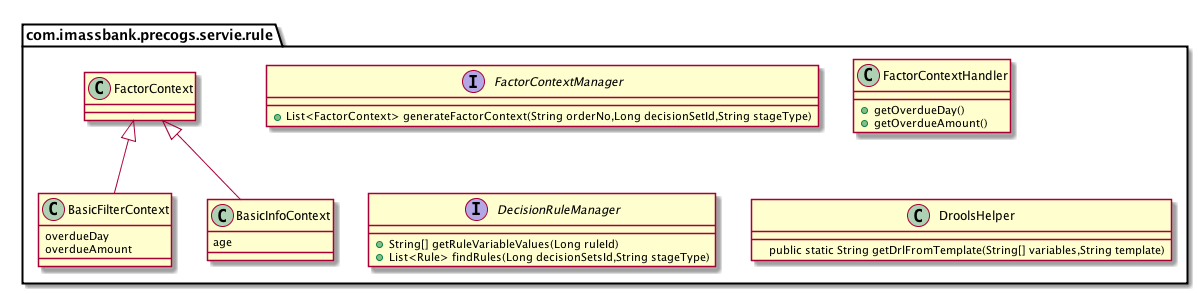 com.imassbank.precogs.servie.rule
C FactorContext
I FactorContextManager
List<FactorContext> generateFactorContext(String orderNo,Long decisionSetId,String stageType)
C FactorContextHandler
getOverdueDay()
getOverdueAmount()
C BasicFilterContext
overdueDay
overdueAmount
C BasicInfoContext
age
I DecisionRuleManager
String[] getRuleVariableValues(Long ruleId)
List<Rule> findRules(Long decisionSetsId,String stageType)
C DroolsHelper
public static String getDrlFromTemplate(String[] variables,String template)